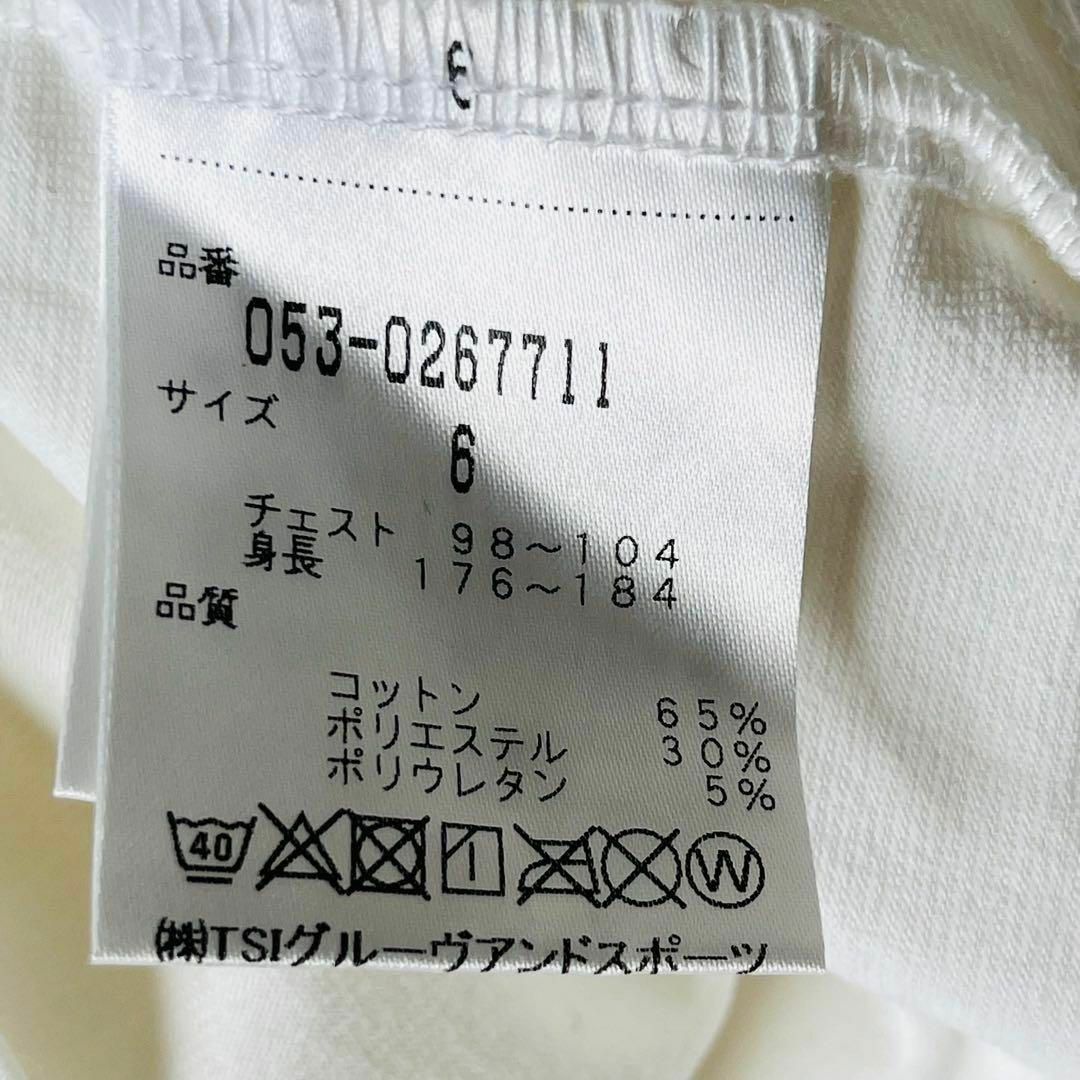 6
品番
053-0267711
サイズ
6
チェスト 98～104
身長 176～184
品質
コットン 65%
ポリエステル 30%
ポリウレタン 5%
40 W
㈱TSIグルーヴアンドスポーツ